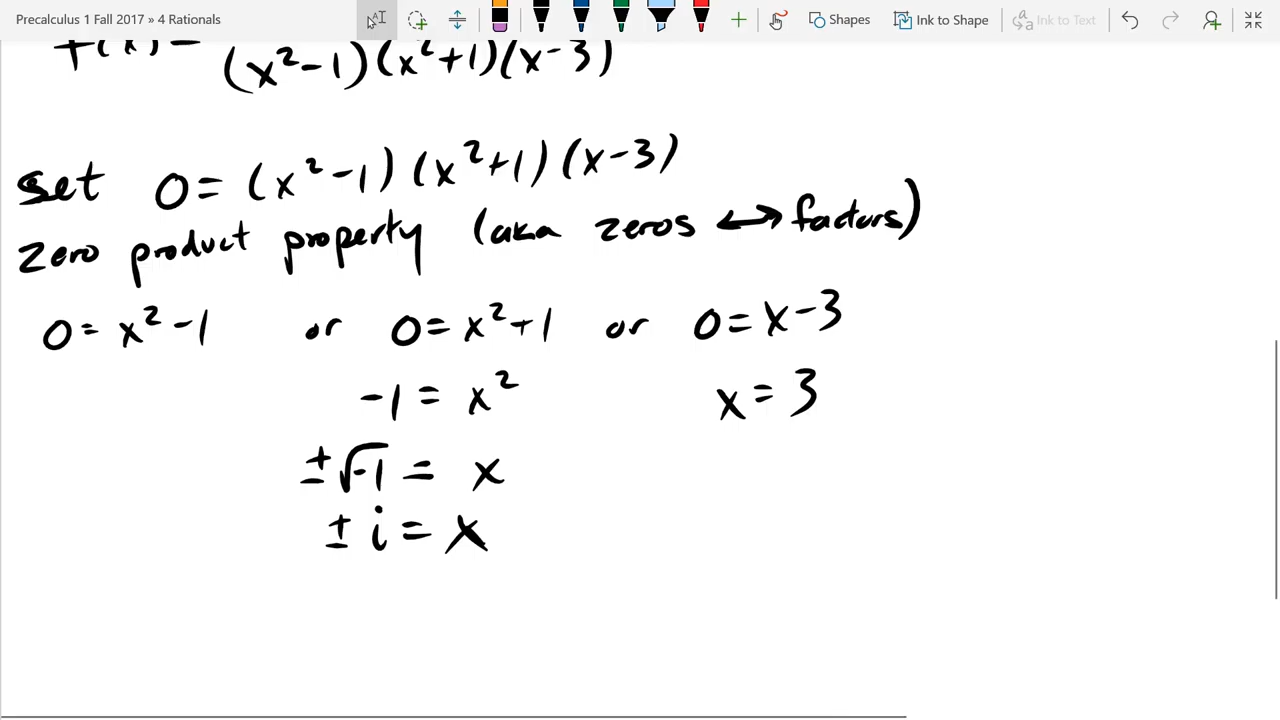 Precalculus 1 Fall 2017 » 4 Rationals
Shapes
Ink to Shape
Ink to Text
f(x) =
(x²-1)(x²+1)(x-3)
set 0 = (x²-1)(x²+1)(x-3)
zero product property (aka zeros ↔ factors)
0 = x²-1 or 0 = x²+1 or 0 = x-3
-1 = x² x = 3
±√-1 = x
± i = x